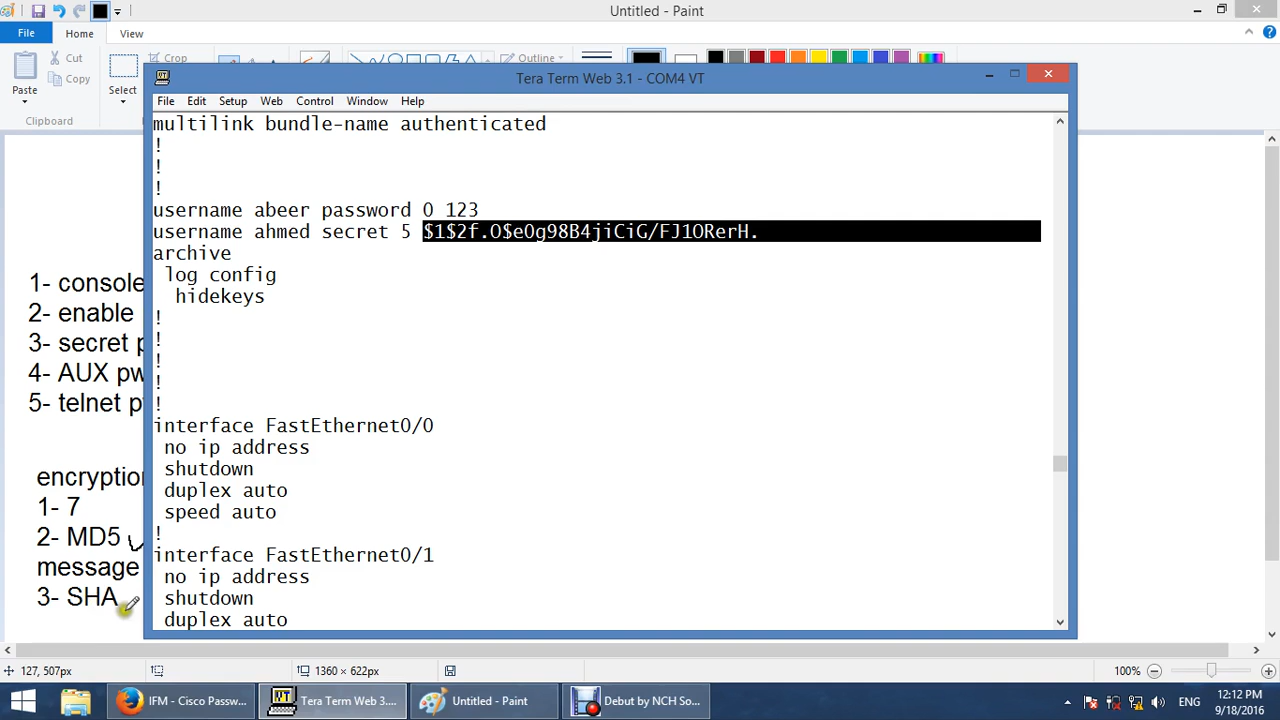 Untitled - Paint
File
Home
View
Paste
Cut
Copy
Clipboard
Select
Crop
Outline
Tera Term Web 3.1 - COM4 VT
File Edit Setup Web Control Window Help
multilink bundle-name authenticated
!
!
!
username abeer password 0 123
username ahmed secret 5 $1$2f.O$eOg98B4jiCiG/FJ1ORerH.
archive
log config
hidekeys
!
!
!
!
!
interface FastEthernet0/0
no ip address
shutdown
duplex auto
speed auto
!
interface FastEthernet0/1
no ip address
shutdown
duplex auto
1- console
2- enable
3- secret p
4- AUX pw
5- telnet p
encryption
1- 7
2- MD5
message
3- SHA
127, 507px
1360 × 622px
100%
IFM - Cisco Passw...
Tera Term Web 3....
Untitled - Paint
Debut by NCH So...
ENG
12:12 PM
9/18/2016